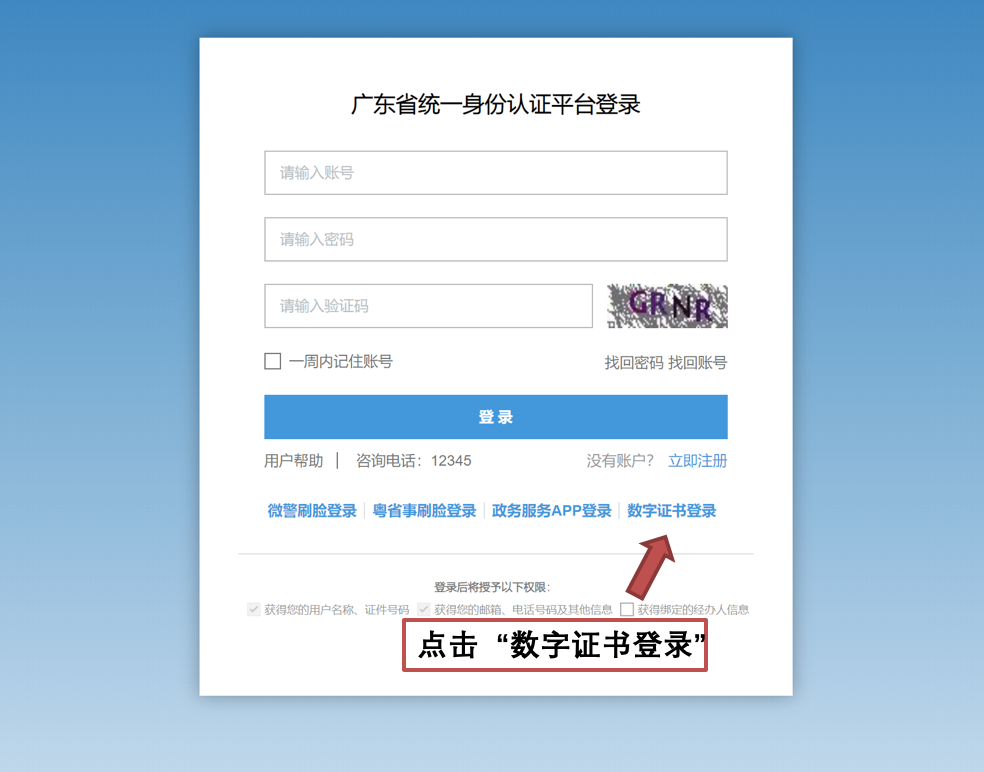 广东省统一身份认证平台登录
请输入账号
请输入密码
请输入验证码 GRNR
一周内记住账号 找回密码 找回账号
登录
用户帮助 | 咨询电话：12345 没有账户？ 立即注册
微警刷脸登录 | 粤省事刷脸登录 | 政务服务APP登录 | 数字证书登录
登录后将授予以下权限：
获得您的用户名称、证件号码 获得您的邮箱、电话号码及其他信息 获得绑定的经办人信息
点击 “数字证书登录”